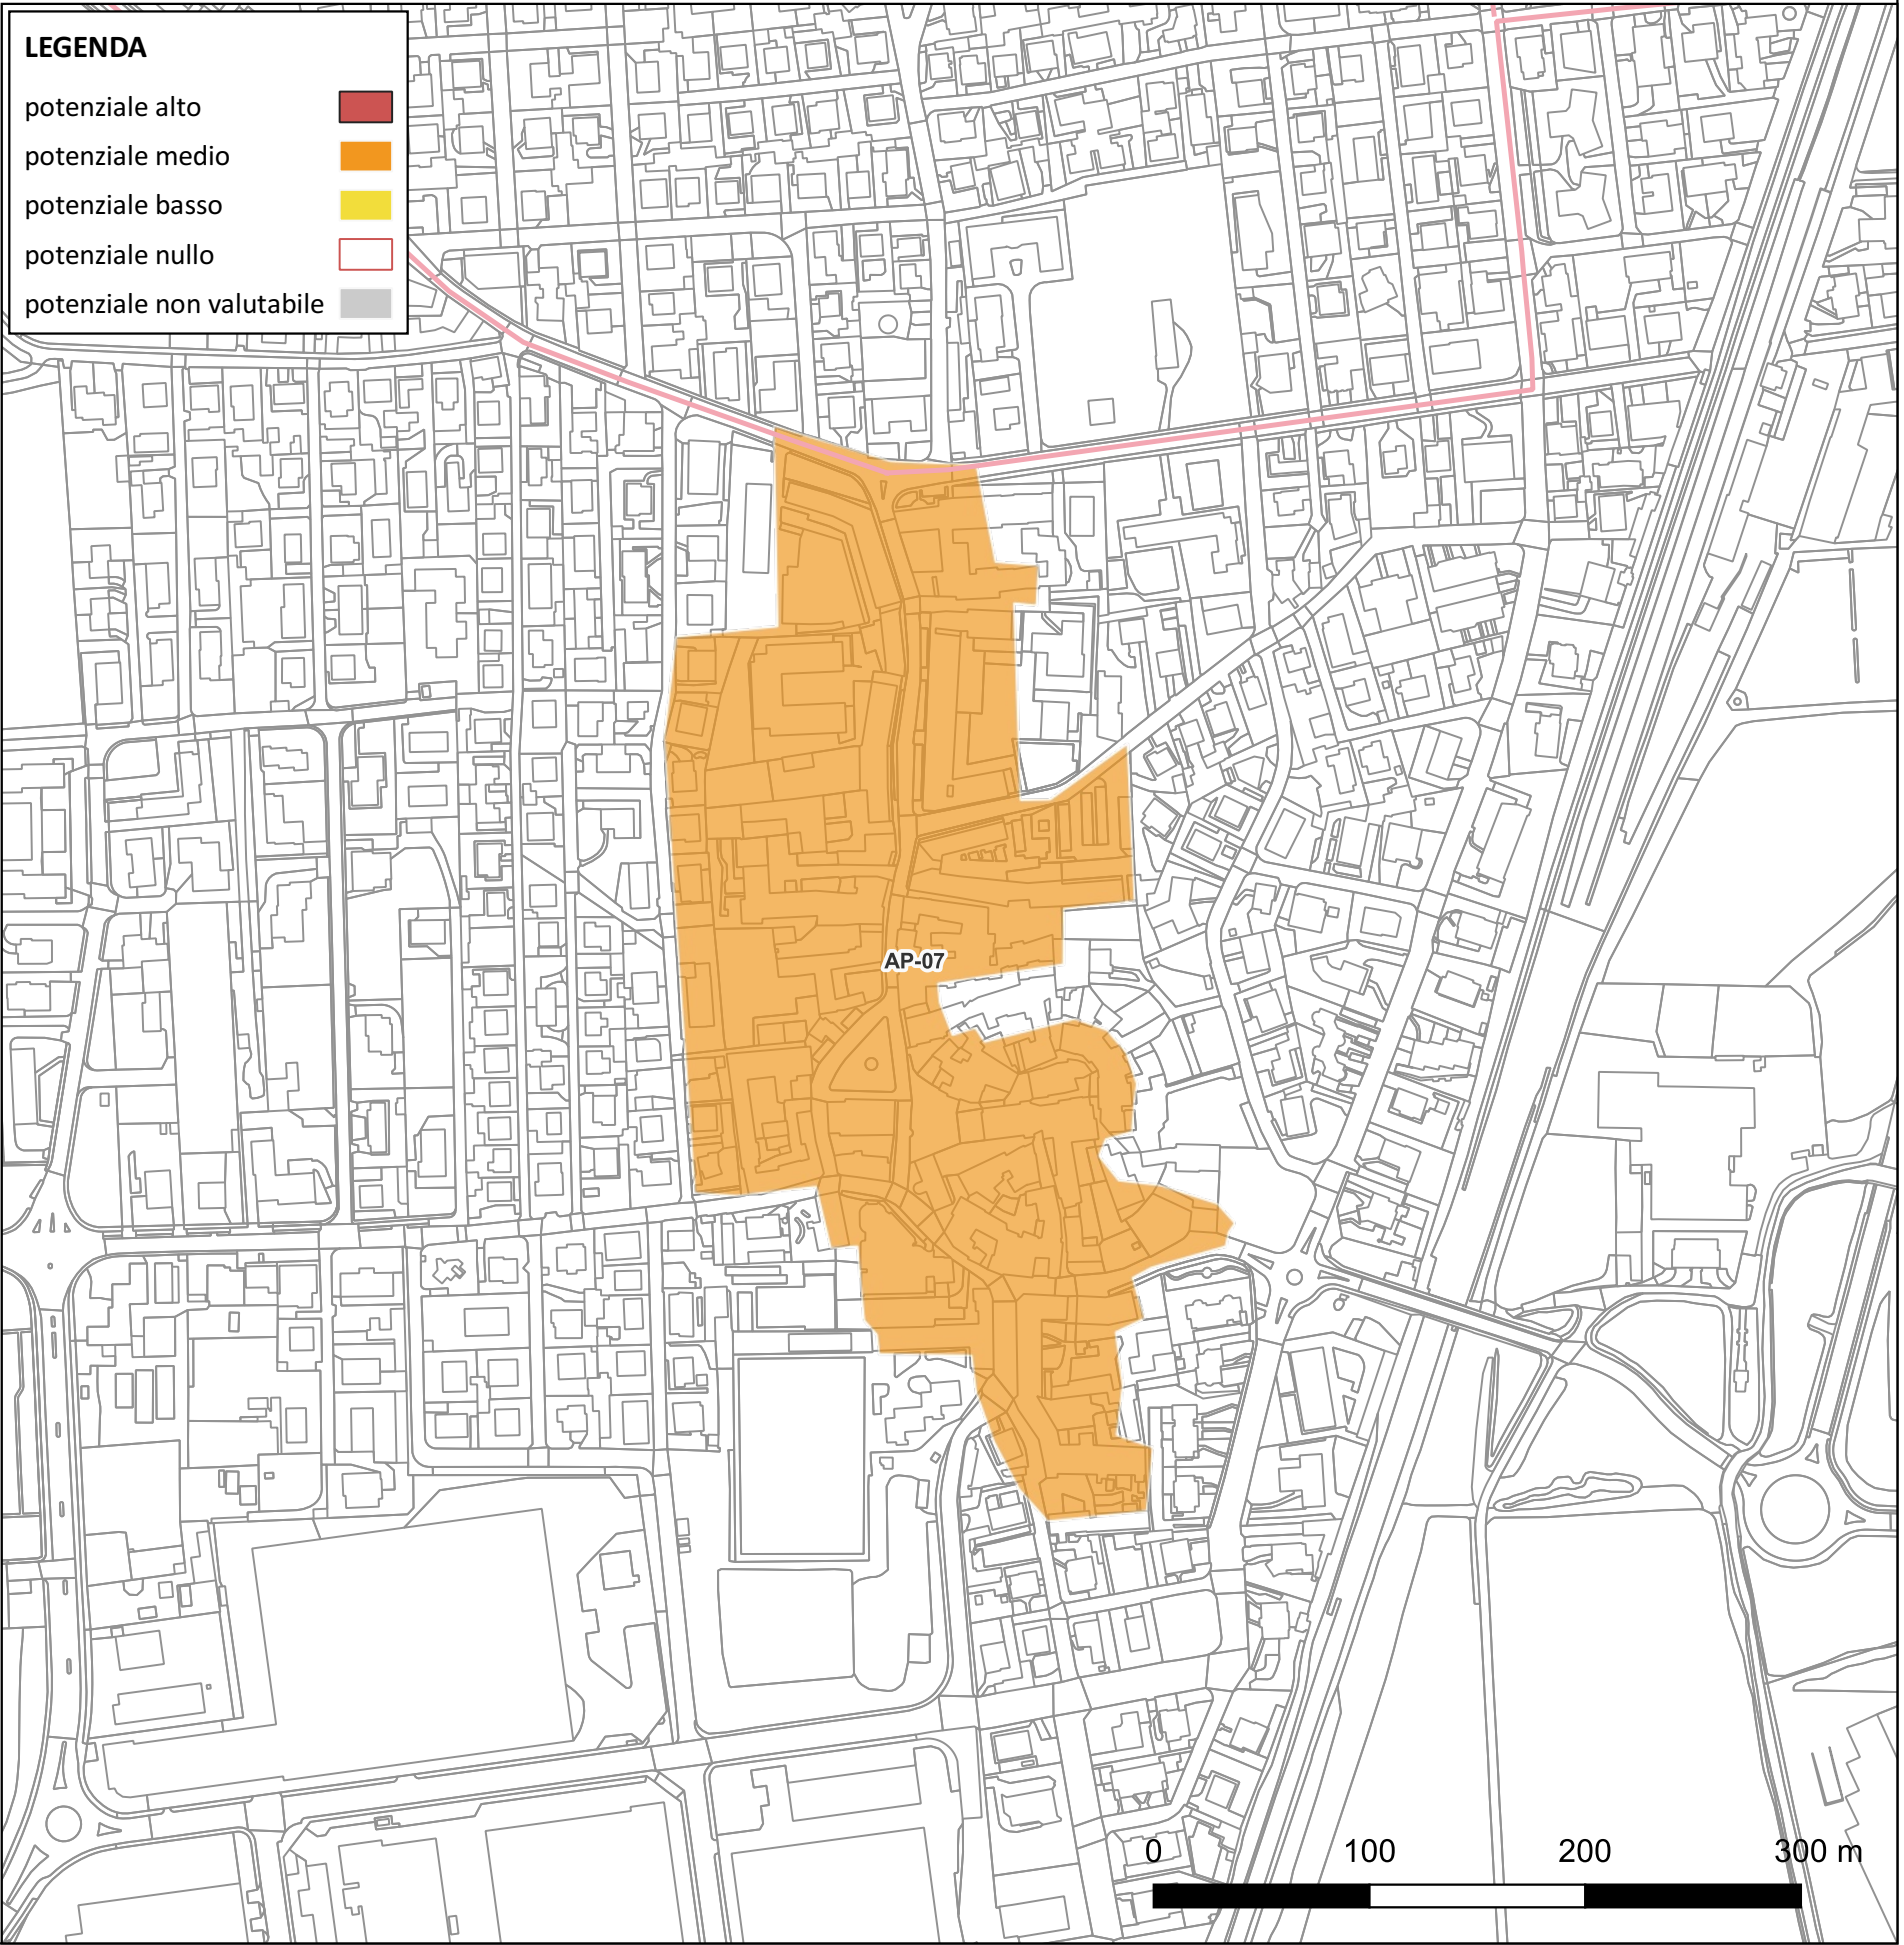 LEGENDA
potenziale alto
potenziale medio
potenziale basso
potenziale nullo
potenziale non valutabile
AP-07
0 100 200 300 m